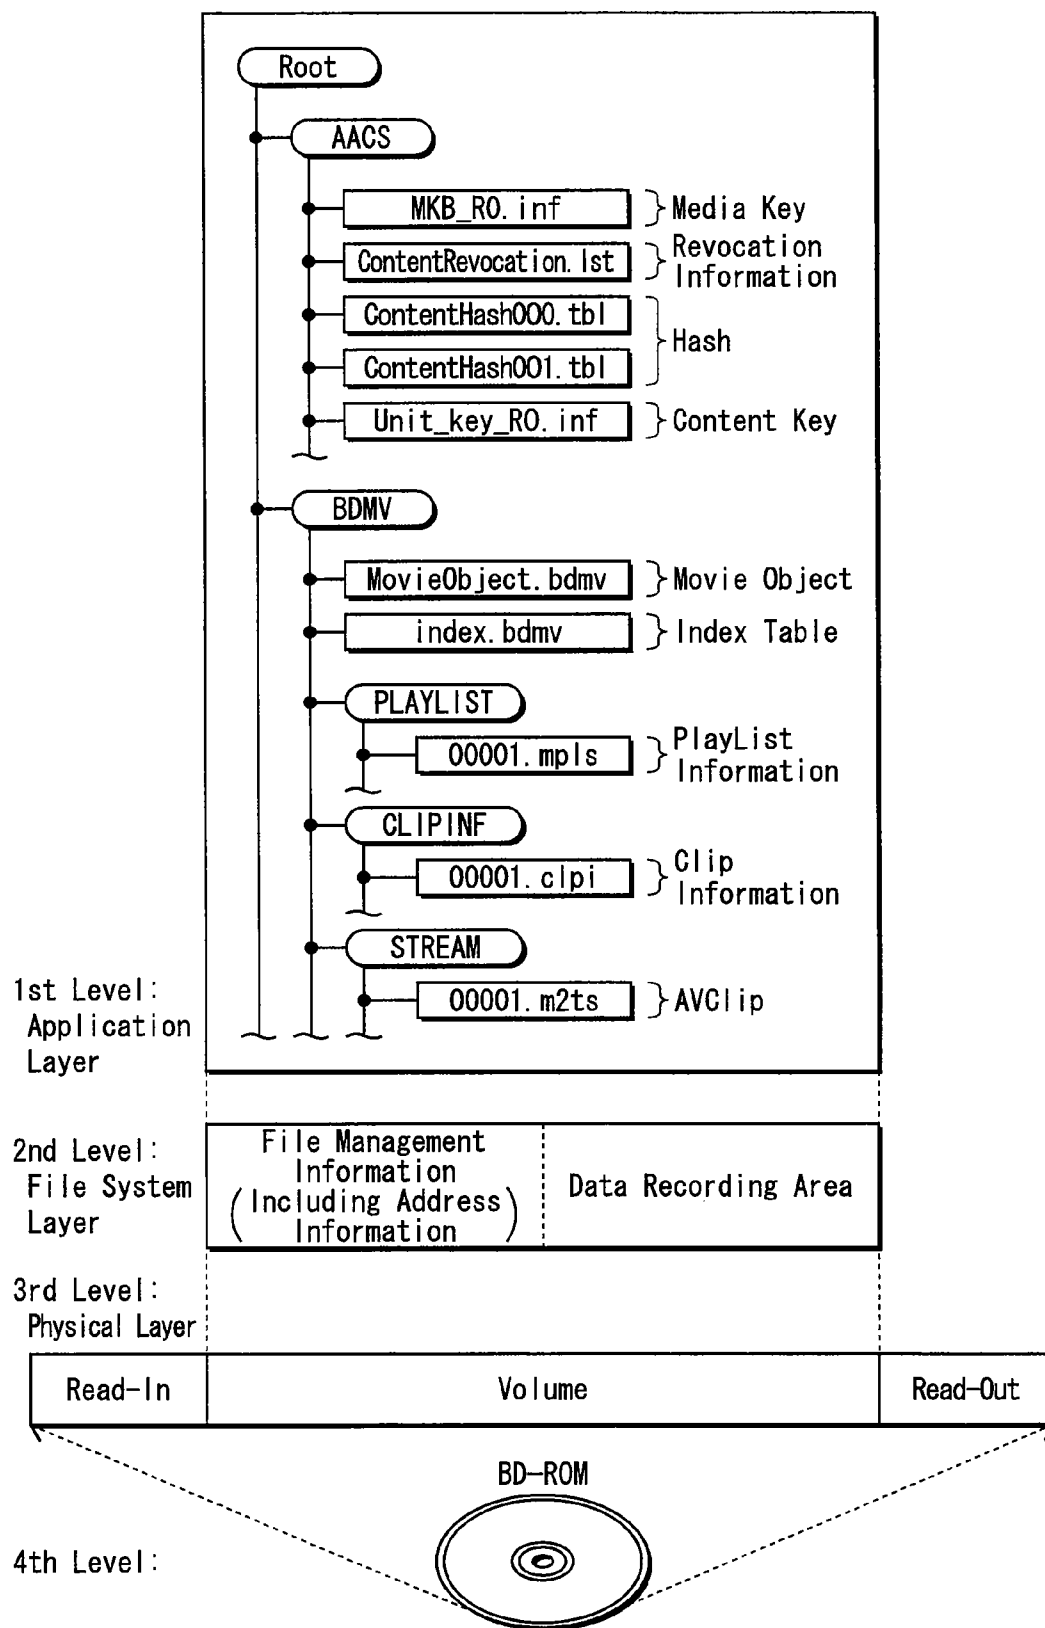 Root
AACS
MKB_RO.inf } Media Key
ContentRevocation.lst } Revocation
Information
ContentHash000.tbl
Hash
ContentHash001.tbl
Unit_key_RO.inf } Content Key
BDMV
MovieObject.bdmv } Movie Object
index.bdmv } Index Table
PLAYLIST
00001.mpls } PlayList
Information
CLIPINF
00001.clpi } Clip
Information
STREAM
00001.m2ts } AVClip
1st Level:
Application
Layer
2nd Level:
File System
Layer
File Management
Information
(Including Address
Information)
Data Recording Area
3rd Level:
Physical Layer
Read-In
Volume
Read-Out
BD-ROM
4th Level: